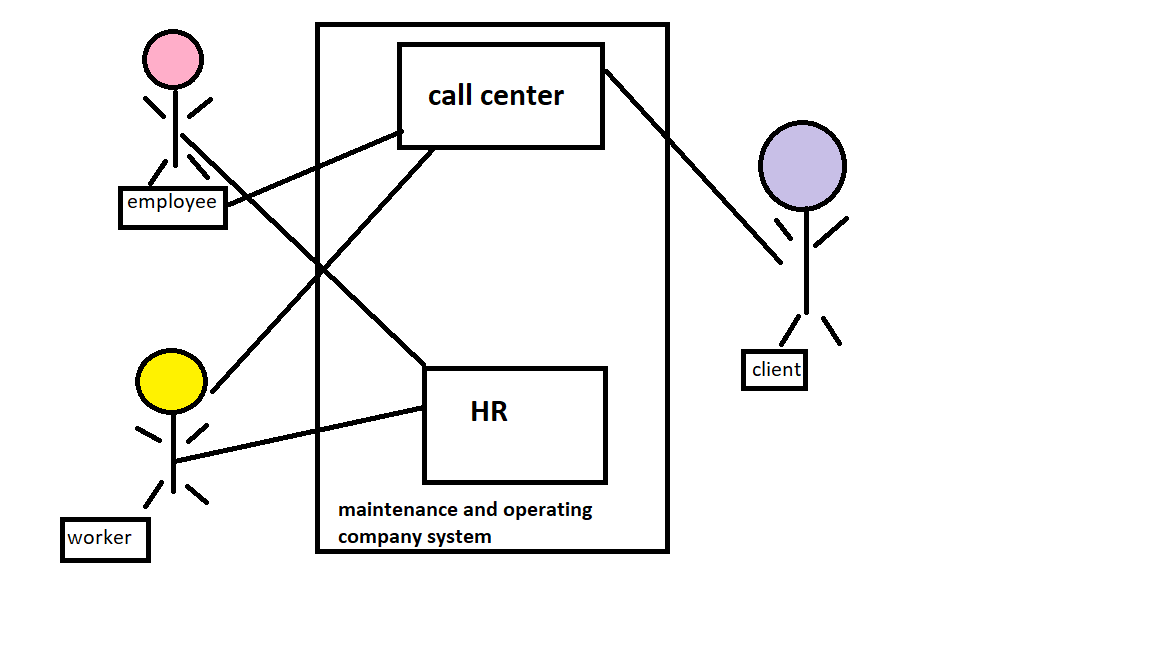 call center
employee
client
HR
maintenance and operating
company system
worker